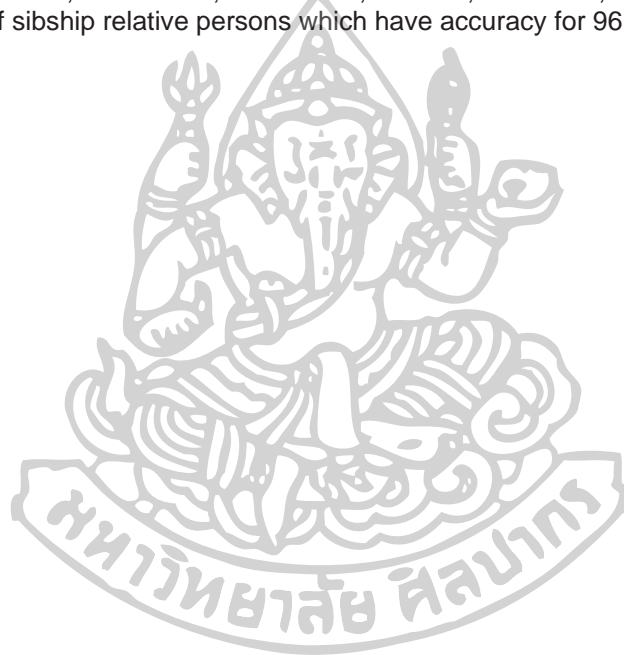 f sibship relative persons which have accuracy for 96
มหาวิทยาลัย ศิลปากร